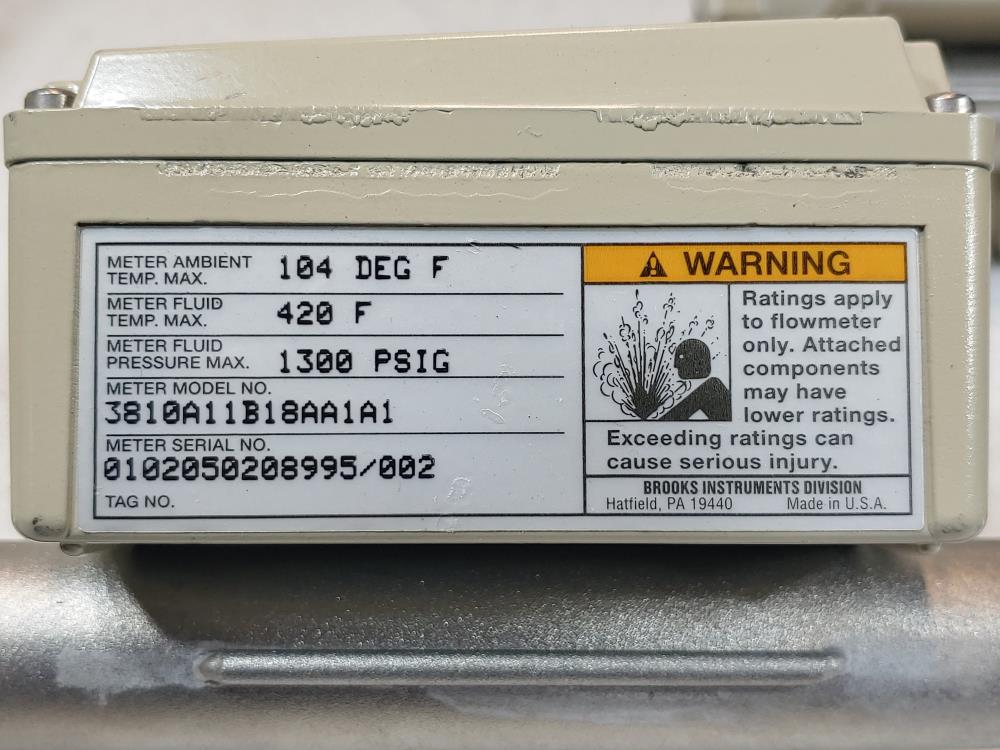 METER AMBIENT
TEMP. MAX. 104 DEG F
METER FLUID
TEMP. MAX. 420 F
METER FLUID
PRESSURE MAX. 1300 PSIG
METER MODEL NO.
3810A11B18AA1A1
METER SERIAL NO.
0102050208995/002
TAG NO.
WARNING
Ratings apply
to flowmeter
only. Attached
components
may have
lower ratings.
Exceeding ratings can
cause serious injury.
BROOKS INSTRUMENTS DIVISION
Hatfield, PA 19440 Made in U.S.A.